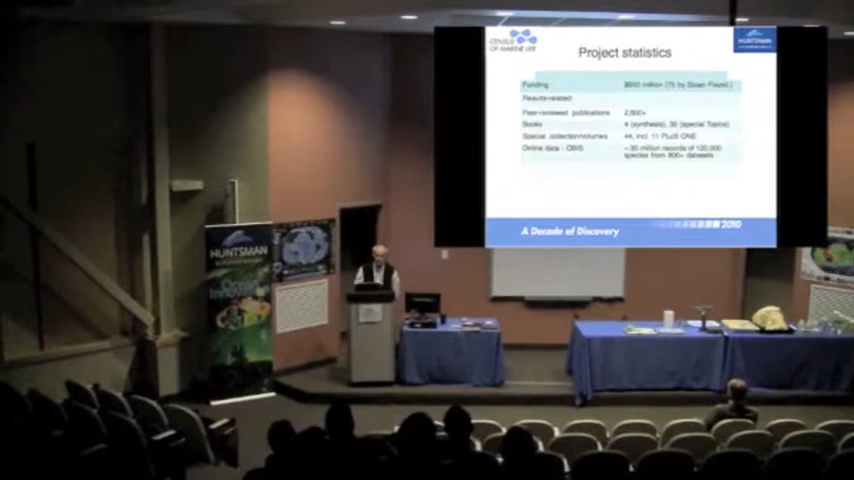 CENSUS
OF MARINE LIFE
HUNTSMAN
Project statistics
Funding $650 million (75 by Sloan Found.)
Results-related:
Peer-reviewed publications 2,600+
Books 4 (synthesis), 30 (special Topics)
Special collection/volumes 44, incl. 11 PLoS ONE
Online data - OBIS ~ 30 million records of 120,000
species from 800+ datasets
A Decade of Discovery 2010
HUNTSMAN
Ocean